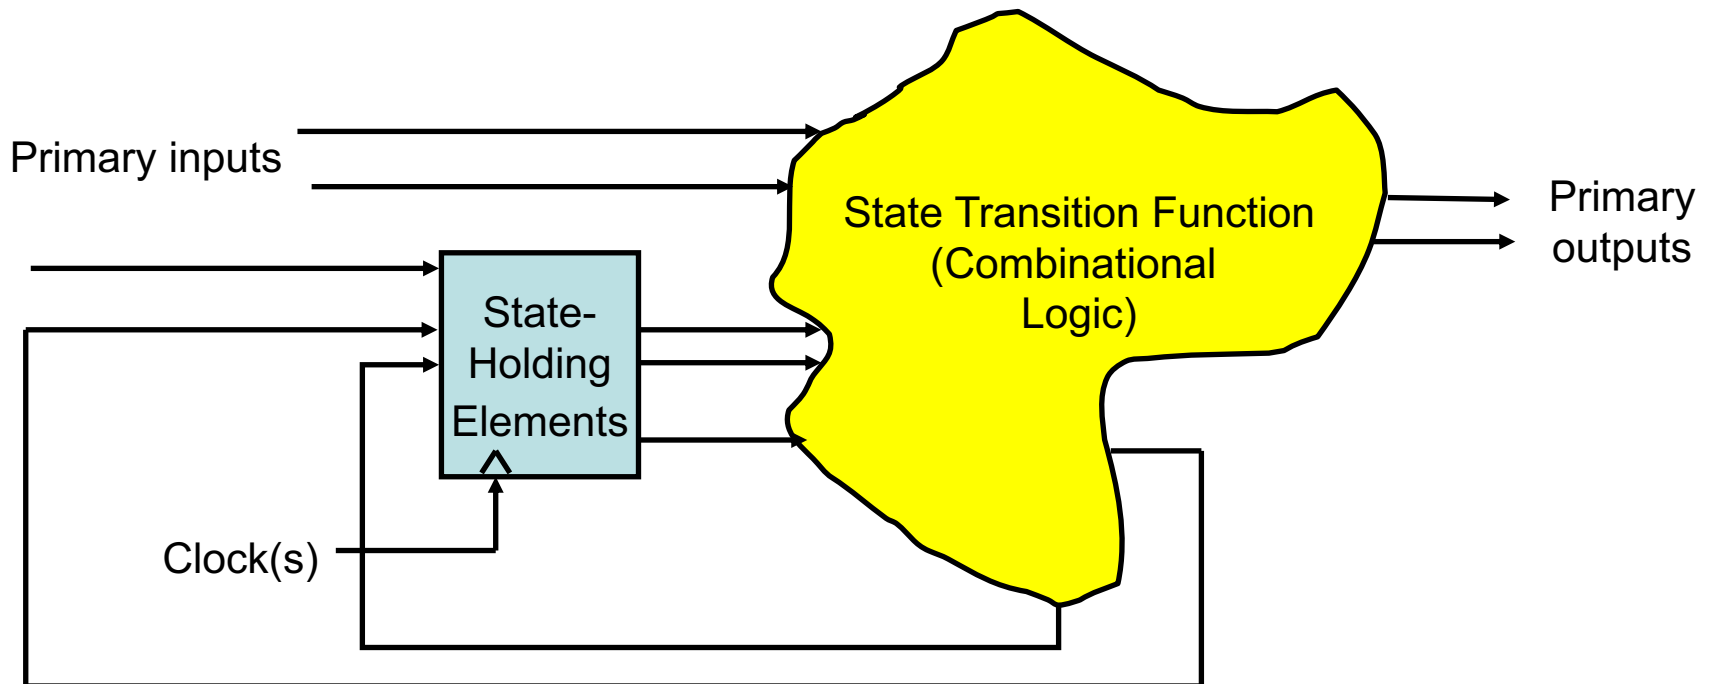 Primary inputs
State Transition Function
(Combinational
Logic)
Primary
outputs
State-
Holding
Elements
Clock(s)